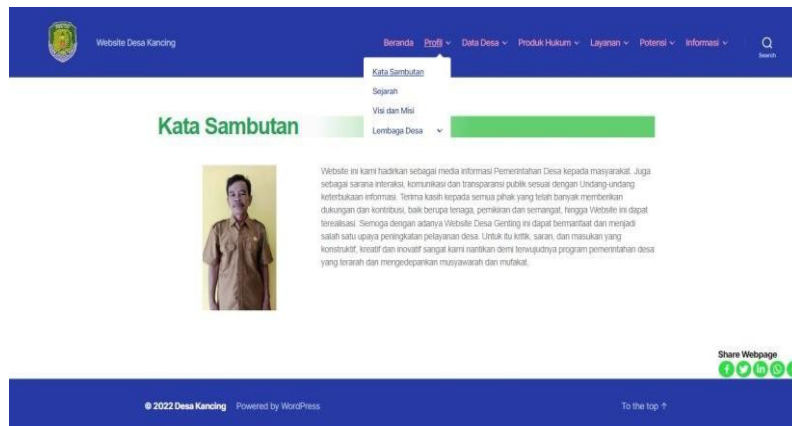 Website Desa Kancing
Beranda Profil Data Desa Produk Hukum Layanan Potensi Informasi
Search
Kata Sambutan
Sejarah
Visi dan Misi
Lembaga Desa
Kata Sambutan
Website ini kami hadirkan sebagai media informasi Pemerintahan Desa kepada masyarakat. Juga
sebagai sarana interaksi, komunikasi dan transparansi publik sesuai dengan Undang-undang
keterbukaan informasi. Terima kasih kepada semua pihak yang telah banyak memberikan
dukungan dan kontribusi, baik berupa tenaga, pemikiran dan semangat, hingga Website ini dapat
terealisasi. Semoga dengan adanya Website Desa Genting ini dapat bermanfaat dan menjadi
salah satu upaya peningkatan pelayanan desa. Untuk itu kritik, saran, dan masukan yang
konstruktif, kreatif dan inovatif sangat kami nantikan demi terwujudnya program pemerintahan desa
yang terarah dan mengedepankan musyawarah dan mufakat.
Share Webpage
© 2022 Desa Kancing Powered by WordPress
To the top ↑